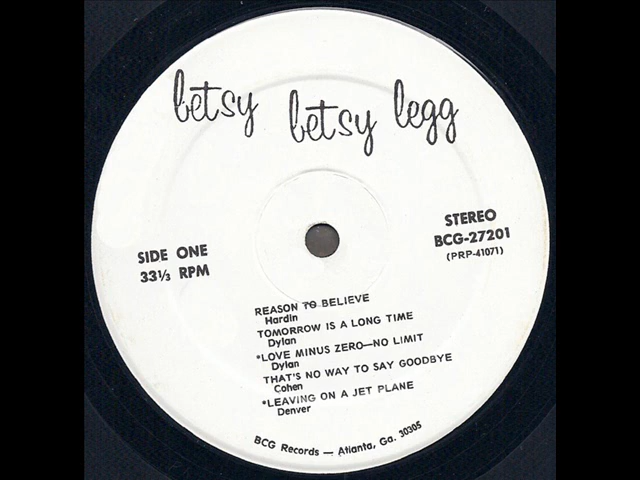 betsy betsy legg
SIDE ONE
33⅓ RPM
STEREO
BCG-27201
(PRP-41071)
REASON TO BELIEVE
Hardin
TOMORROW IS A LONG TIME
Dylan
*LOVE MINUS ZERO—NO LIMIT
Dylan
THAT'S NO WAY TO SAY GOODBYE
Cohen
*LEAVING ON A JET PLANE
Denver
BCG Records — Atlanta, Ga. 30305